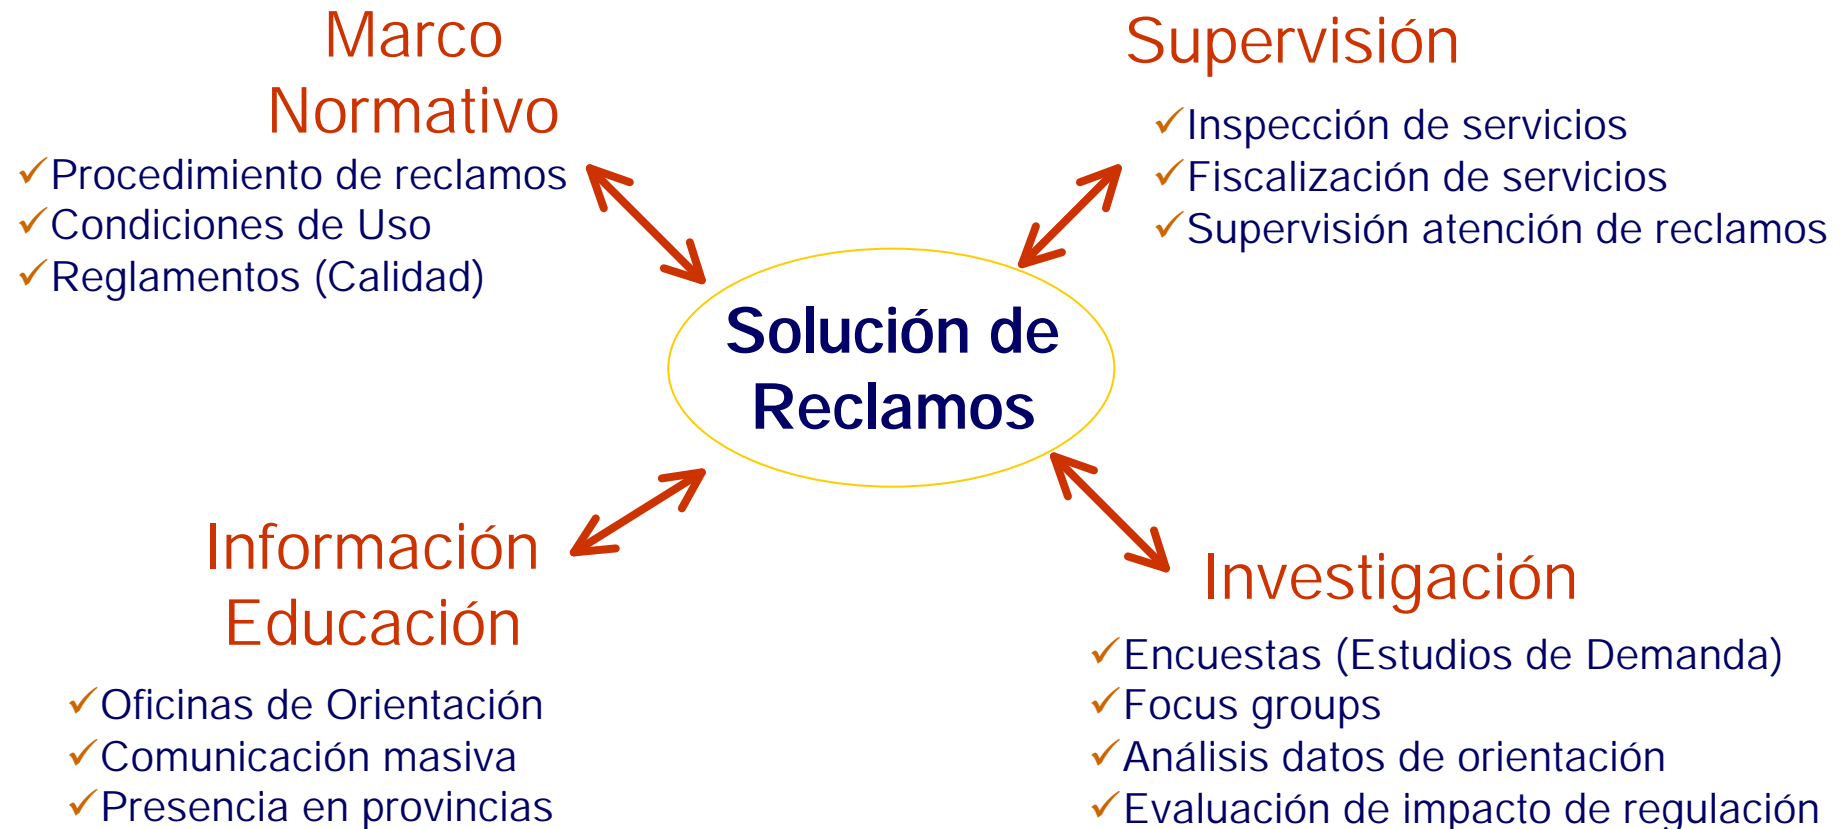 Marco
Normativo
✓Procedimiento de reclamos
✓Condiciones de Uso
✓Reglamentos (Calidad)
Supervisión
✓Inspección de servicios
✓Fiscalización de servicios
✓Supervisión atención de reclamos
Solución de
Reclamos
Información
Educación
✓Oficinas de Orientación
✓Comunicación masiva
✓Presencia en provincias
Investigación
✓Encuestas (Estudios de Demanda)
✓Focus groups
✓Análisis datos de orientación
✓Evaluación de impacto de regulación